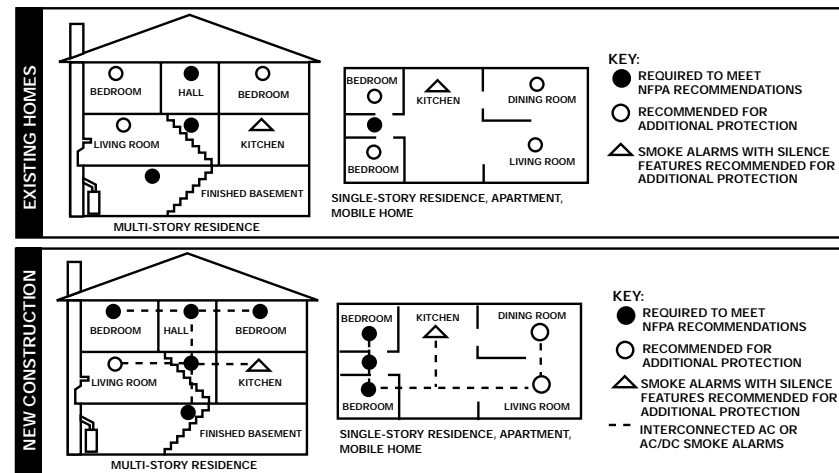 EXISTING HOMES
BEDROOM
HALL
BEDROOM
LIVING ROOM
KITCHEN
FINISHED BASEMENT
MULTI-STORY RESIDENCE
BEDROOM
KITCHEN
DINING ROOM
BEDROOM
LIVING ROOM
SINGLE-STORY RESIDENCE, APARTMENT,
MOBILE HOME
KEY:
REQUIRED TO MEET
NFPA RECOMMENDATIONS
RECOMMENDED FOR
ADDITIONAL PROTECTION
SMOKE ALARMS WITH SILENCE
FEATURES RECOMMENDED FOR
ADDITIONAL PROTECTION
NEW CONSTRUCTION
BEDROOM
HALL
BEDROOM
LIVING ROOM
KITCHEN
FINISHED BASEMENT
MULTI-STORY RESIDENCE
BEDROOM
KITCHEN
DINING ROOM
BEDROOM
LIVING ROOM
SINGLE-STORY RESIDENCE, APARTMENT,
MOBILE HOME
KEY:
REQUIRED TO MEET
NFPA RECOMMENDATIONS
RECOMMENDED FOR
ADDITIONAL PROTECTION
SMOKE ALARMS WITH SILENCE
FEATURES RECOMMENDED FOR
ADDITIONAL PROTECTION
INTERCONNECTED AC OR
AC/DC SMOKE ALARMS